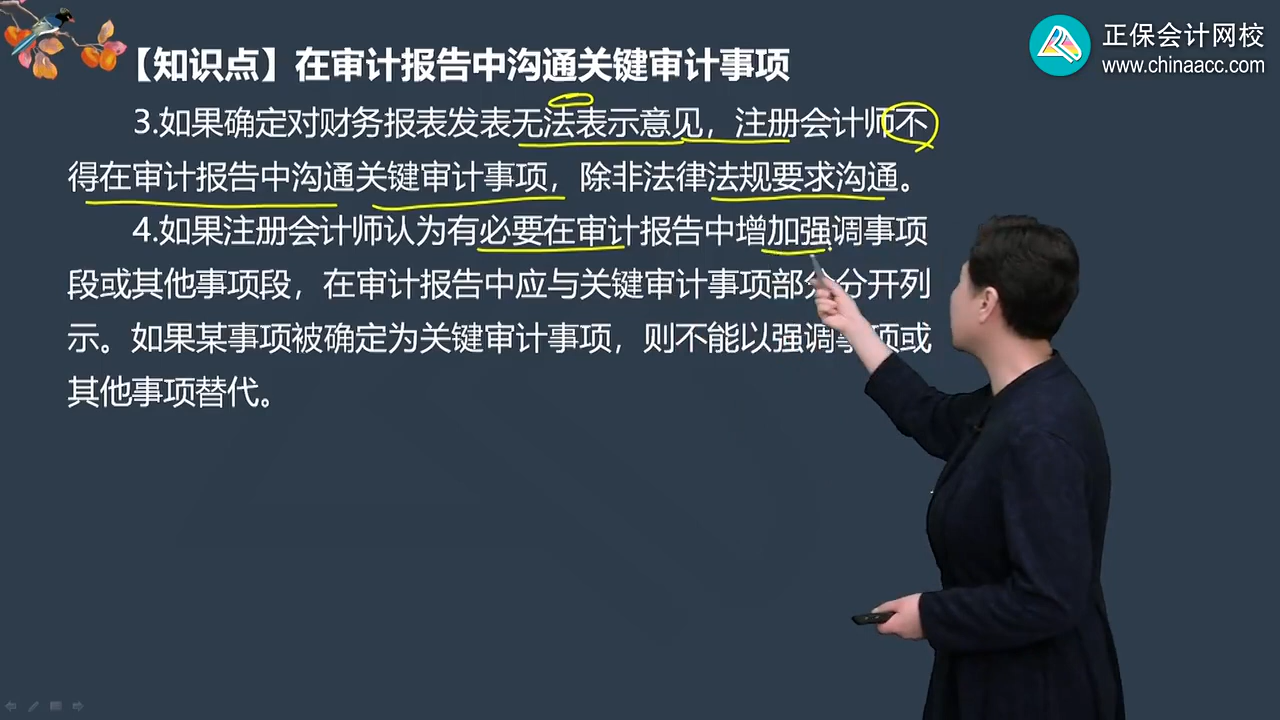 正保会计网校
www.chinaacc.com
【知识点】在审计报告中沟通关键审计事项
3.如果确定对财务报表发表无法表示意见，注册会计师不
得在审计报告中沟通关键审计事项，除非法律法规要求沟通。
4.如果注册会计师认为有必要在审计报告中增加强调事项
段或其他事项段，在审计报告中应与关键审计事项部分分开列
示。如果某事项被确定为关键审计事项，则不能以强调事项或
其他事项替代。